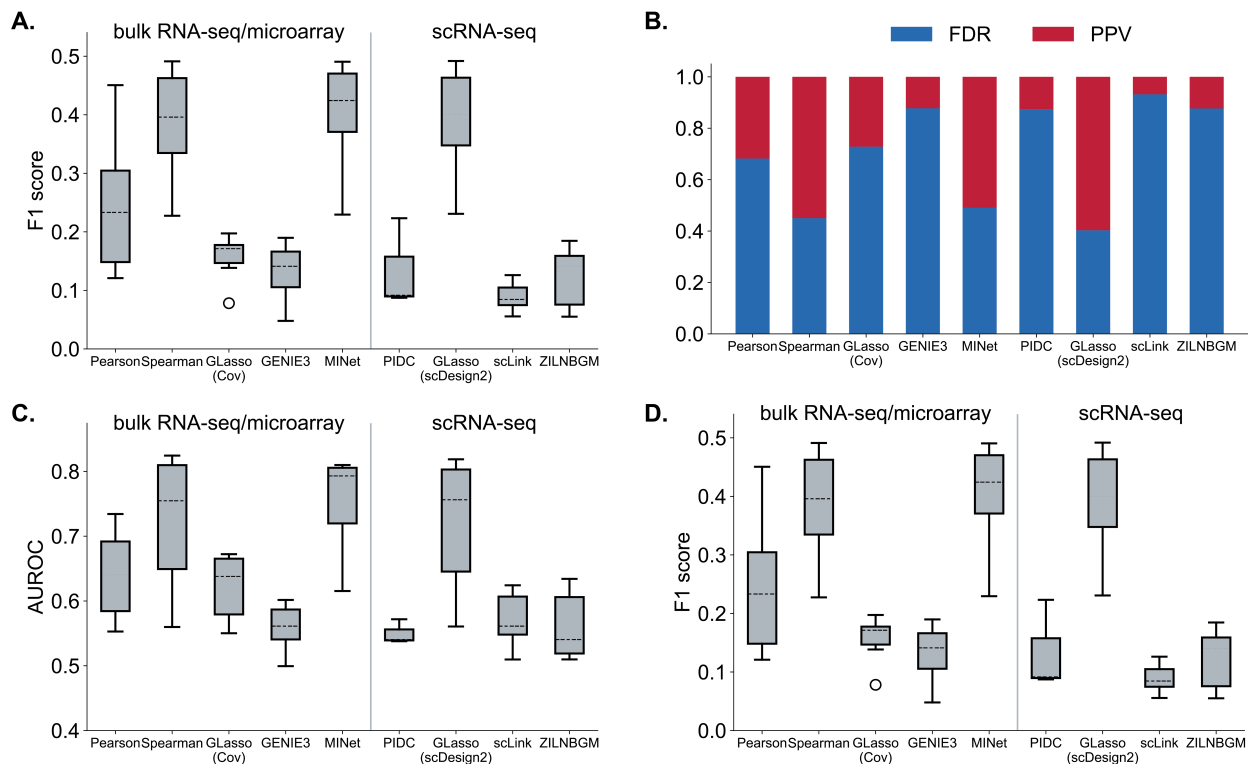 A.
bulk RNA-seq/microarray
scRNA-seq
F1 score
0.5
0.4
0.3
0.2
0.1
0.0
Pearson Spearman GLasso GENIE3 MINet PIDC GLasso scLink ZILNBGM
(Cov) (scDesign2)
B.
FDR PPV
1.0
0.8
0.6
0.4
0.2
0.0
Pearson Spearman GLasso GENIE3 MINet PIDC GLasso scLink ZILNBGM
(Cov) (scDesign2)
C.
bulk RNA-seq/microarray
scRNA-seq
AUROC
0.8
0.7
0.6
0.5
0.4
Pearson Spearman GLasso GENIE3 MINet PIDC GLasso scLink ZILNBGM
(Cov) (scDesign2)
D.
bulk RNA-seq/microarray
scRNA-seq
F1 score
0.5
0.4
0.3
0.2
0.1
0.0
Pearson Spearman GLasso GENIE3 MINet PIDC GLasso scLink ZILNBGM
(Cov) (scDesign2)